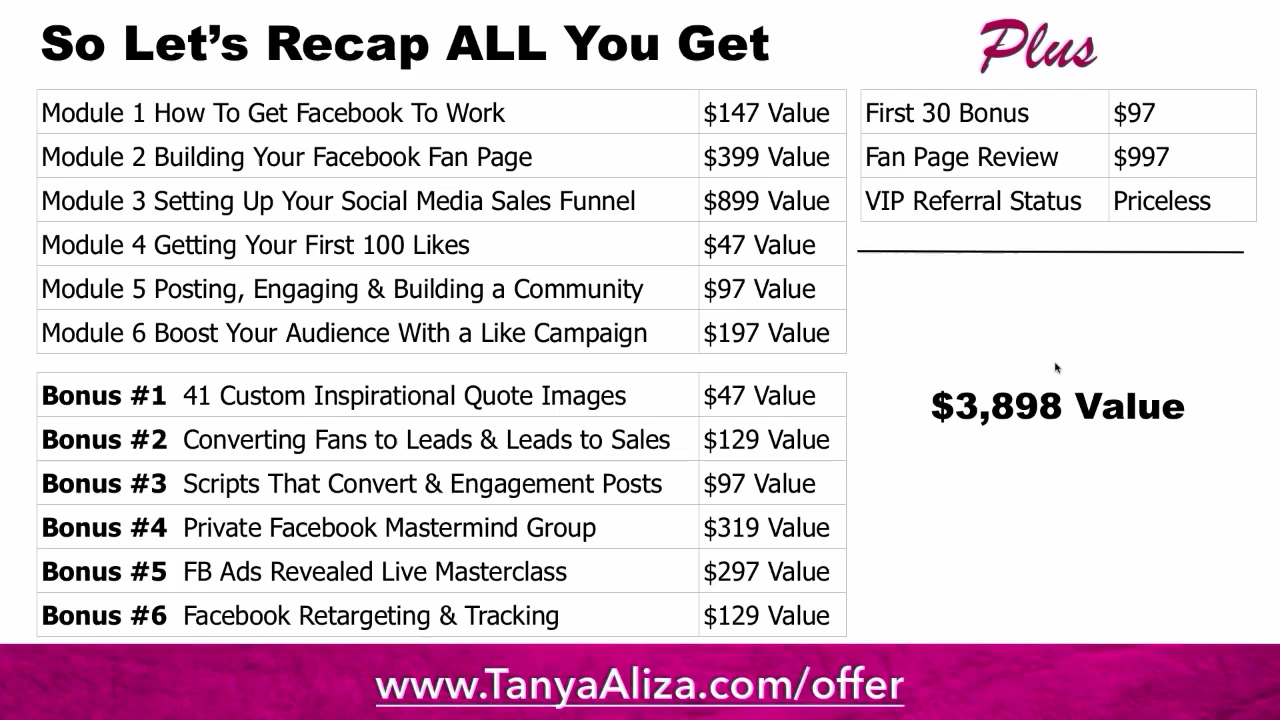 So Let's Recap ALL You Get
Module 1 How To Get Facebook To Work $147 Value
Module 2 Building Your Facebook Fan Page $399 Value
Module 3 Setting Up Your Social Media Sales Funnel $899 Value
Module 4 Getting Your First 100 Likes $47 Value
Module 5 Posting, Engaging & Building a Community $97 Value
Module 6 Boost Your Audience With a Like Campaign $197 Value
Bonus #1 41 Custom Inspirational Quote Images $47 Value
Bonus #2 Converting Fans to Leads & Leads to Sales $129 Value
Bonus #3 Scripts That Convert & Engagement Posts $97 Value
Bonus #4 Private Facebook Mastermind Group $319 Value
Bonus #5 FB Ads Revealed Live Masterclass $297 Value
Bonus #6 Facebook Retargeting & Tracking $129 Value
Plus
First 30 Bonus $97
Fan Page Review $997
VIP Referral Status Priceless
$3,898 Value
www.TanyaAliza.com/offer